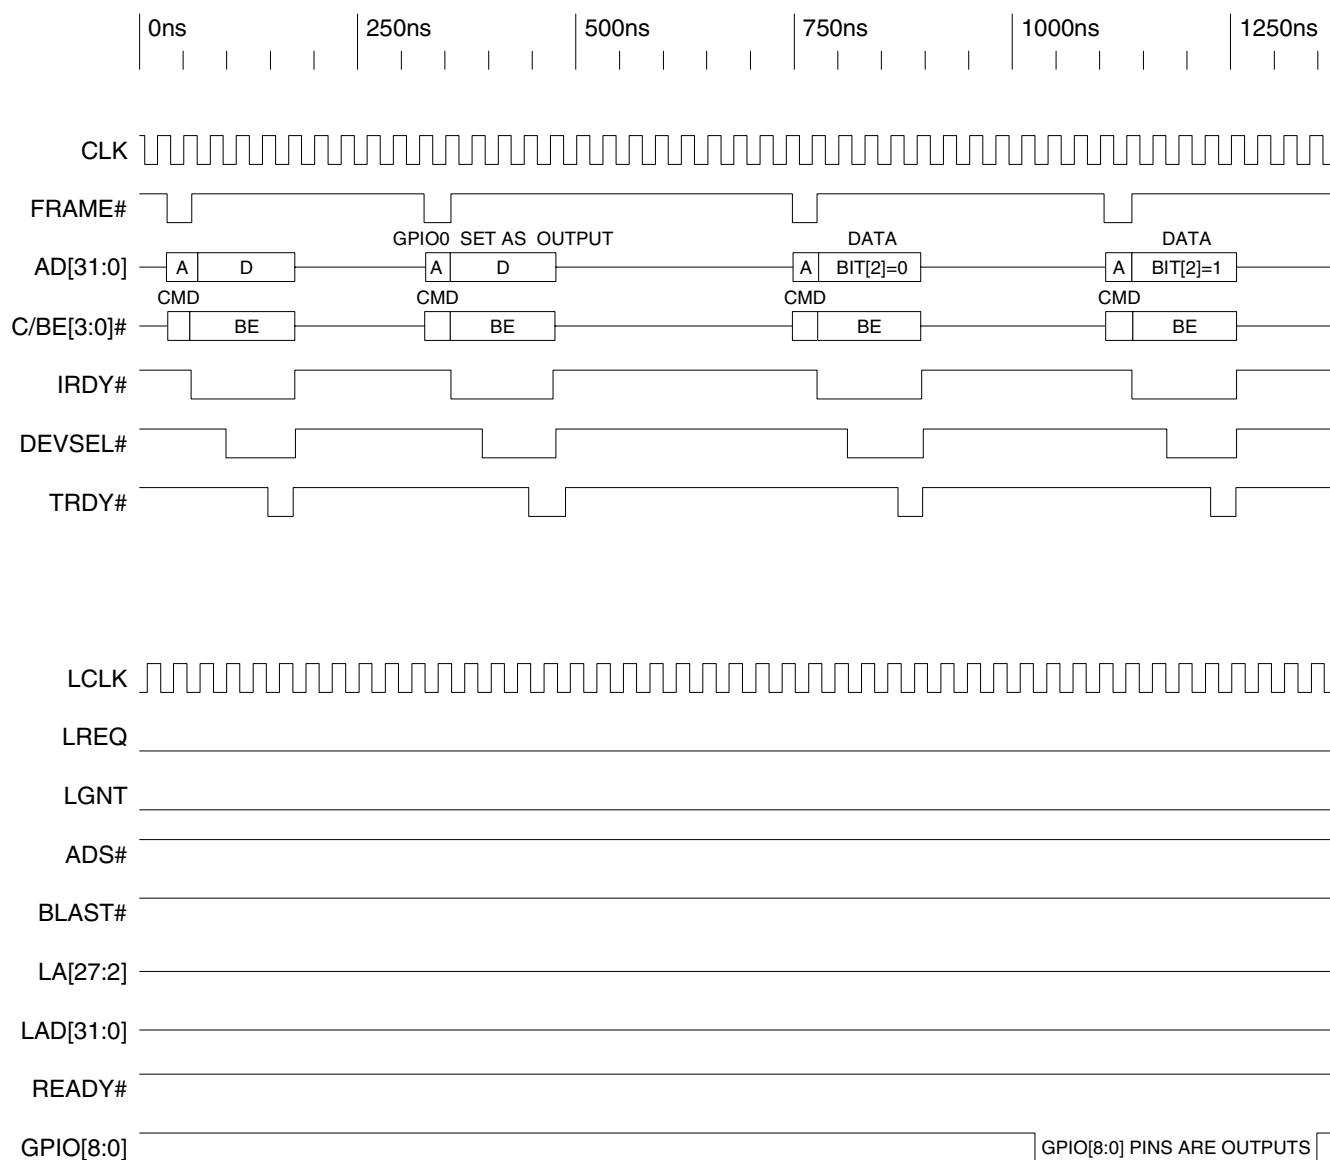 0ns 250ns 500ns 750ns 1000ns 1250ns
CLK
FRAME#
GPIO0 SET AS OUTPUT DATA DATA
AD[31:0] A D A D A BIT[2]=0 A BIT[2]=1
CMD CMD CMD CMD
C/BE[3:0]# BE BE BE BE
IRDY#
DEVSEL#
TRDY#
LCLK
LREQ
LGNT
ADS#
BLAST#
LA[27:2]
LAD[31:0]
READY#
GPIO[8:0] GPIO[8:0] PINS ARE OUTPUTS